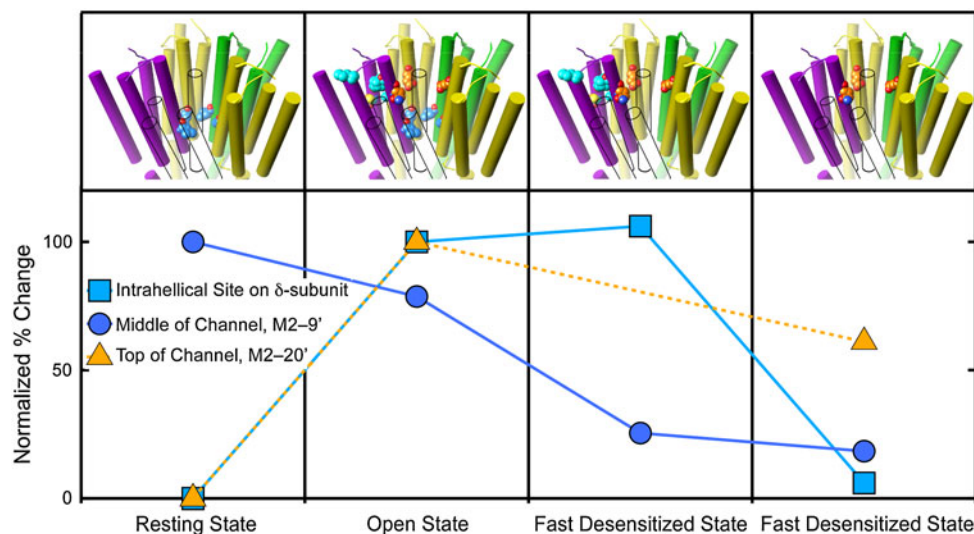 Normalized % Change
100
50
0
Intrahellical Site on δ-subunit
Middle of Channel, M2–9'
Top of Channel, M2–20'
Resting State
Open State
Fast Desensitized State
Fast Desensitized State